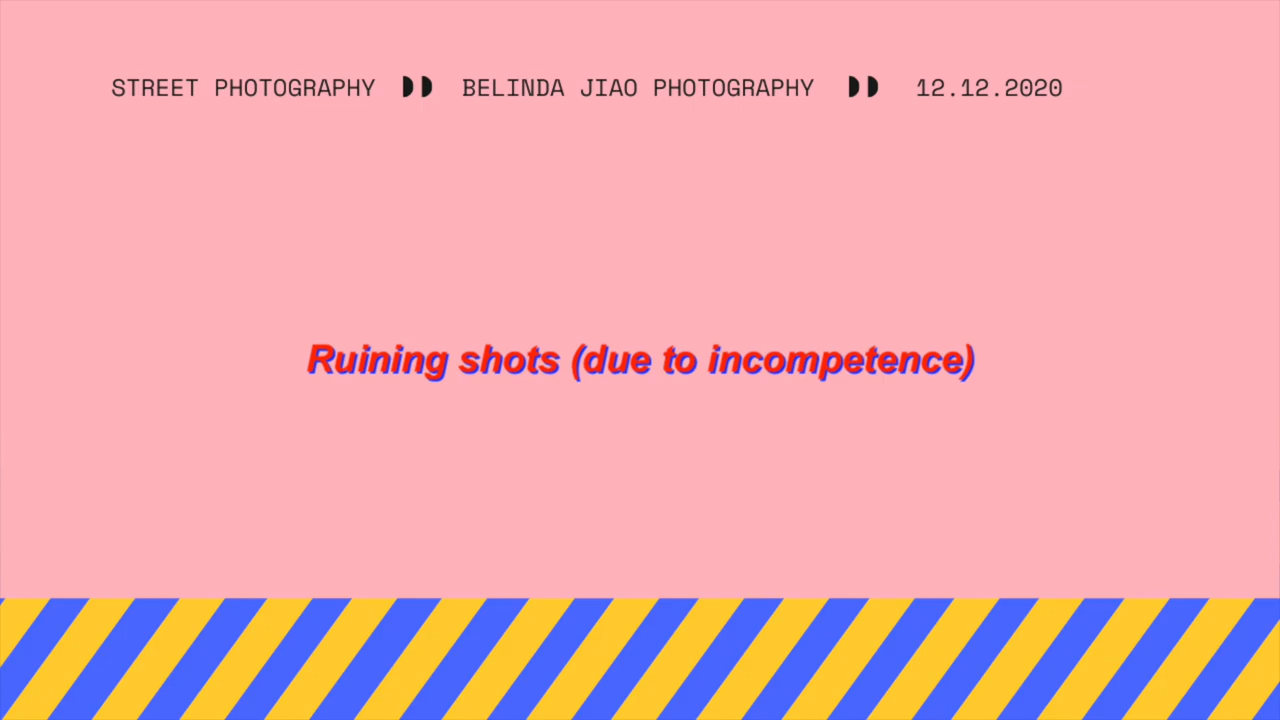 STREET PHOTOGRAPHY BELINDA JIAO PHOTOGRAPHY 12.12.2020
Ruining shots (due to incompetence)